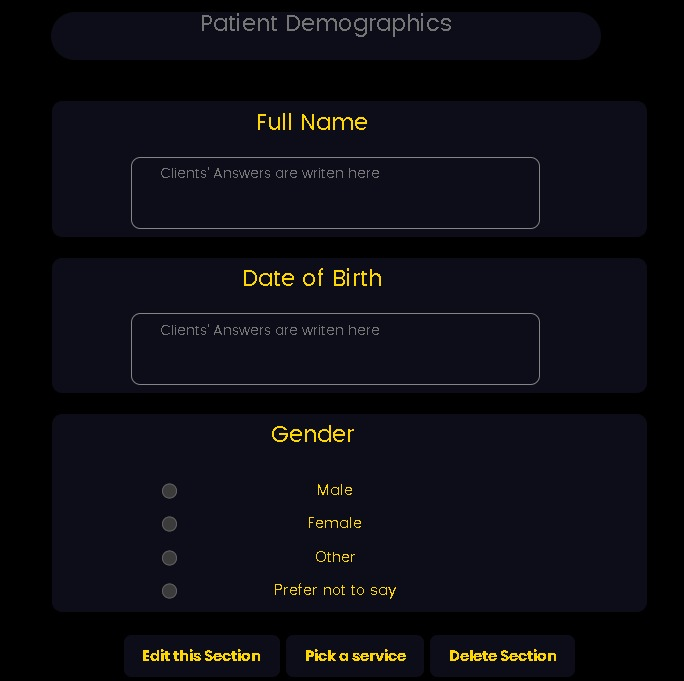 Patient Demographics
Full Name
Clients' Answers are writen here
Date of Birth
Clients' Answers are writen here
Gender
Male
Female
Other
Prefer not to say
Edit this Section
Pick a service
Delete Section